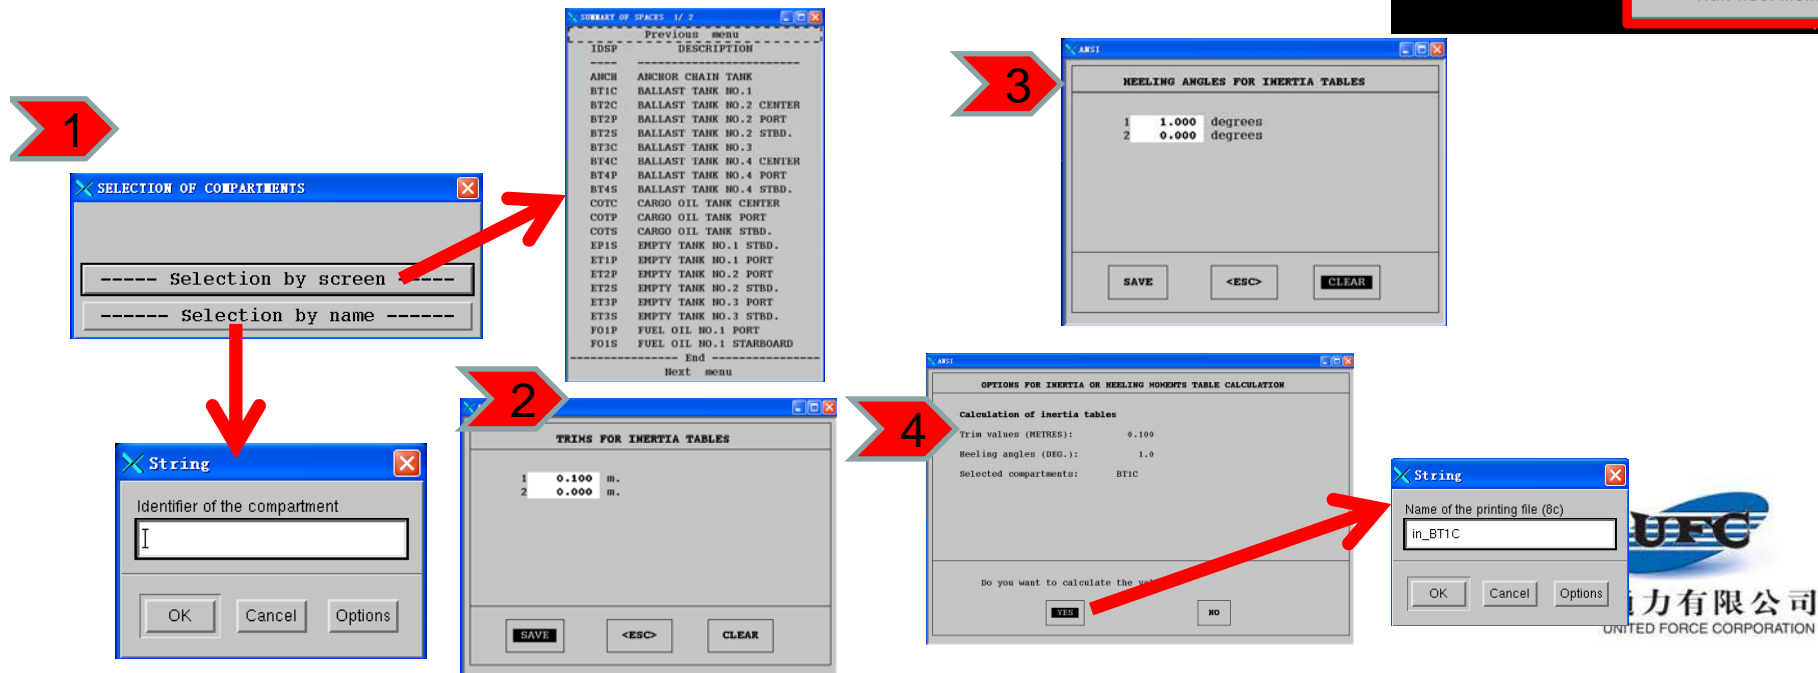 1
SELECTION OF COMPARTMENTS
----- Selection by screen -----
------ Selection by name ------
String
Identifier of the compartment
OK Cancel Options
SUMMARY OF SPACES 1/ 2
Previous menu
IDSP DESCRIPTION
ANCH ANCHOR CHAIN TANK
BT1C BALLAST TANK NO.1
BT2C BALLAST TANK NO.2 CENTER
BT2P BALLAST TANK NO.2 PORT
BT2S BALLAST TANK NO.2 STBD.
BT3C BALLAST TANK NO.3
BT4C BALLAST TANK NO.4 CENTER
BT4P BALLAST TANK NO.4 PORT
BT4S BALLAST TANK NO.4 STBD.
COTC CARGO OIL TANK CENTER
COTP CARGO OIL TANK PORT
COTS CARGO OIL TANK STBD.
EP1S EMPTY TANK NO.1 STBD.
ET1P EMPTY TANK NO.1 PORT
ET2P EMPTY TANK NO.2 PORT
ET2S EMPTY TANK NO.2 STBD.
ET3P EMPTY TANK NO.3 PORT
ET3S EMPTY TANK NO.3 STBD.
FO1P FUEL OIL NO.1 PORT
FO1S FUEL OIL NO.1 STARBOARD
End
Next menu
2
TRIMS FOR INERTIA TABLES
1 0.100 m.
2 0.000 m.
SAVE <ESC> CLEAR
3
ANSI
HEELING ANGLES FOR INERTIA TABLES
1 1.000 degrees
2 0.000 degrees
SAVE <ESC> CLEAR
4
ANSI
OPTIONS FOR INERTIA OR HEELING MOMENTS TABLE CALCULATION
Calculation of inertia tables
Trim values (METRES): 0.100
Heeling angles (DEG.): 1.0
Selected compartments: BT1C
Do you want to calculate the
YES NO
String
Name of the printing file (8c)
in_BT1C
OK Cancel Options
UFC
力有限公司
UNITED FORCE CORPORATION